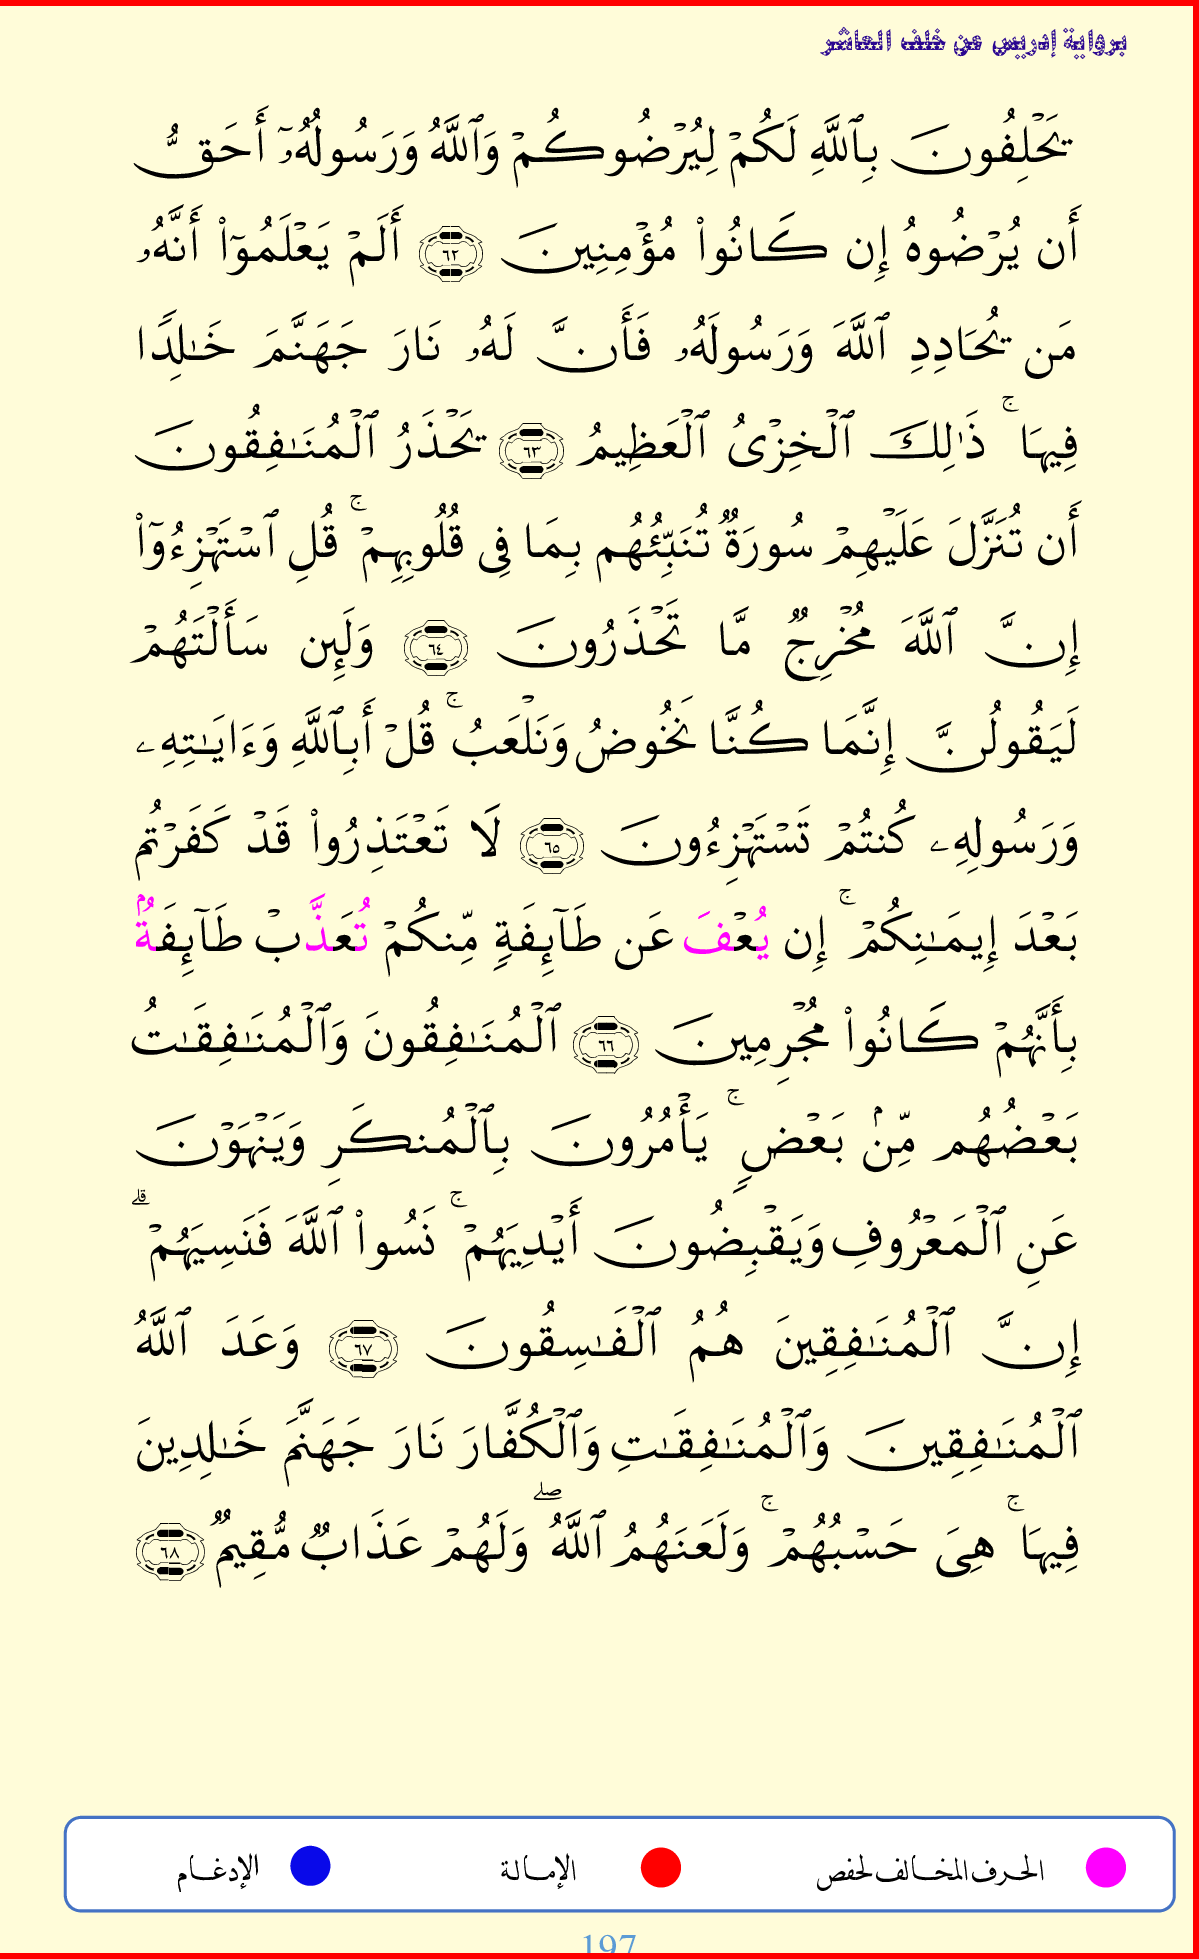 برواية إدريس عن خلف العاشر
يَحْلِفُونَ بِٱللَّهِ لَكُمْ لِيُرْضُوكُمْ وَٱللَّهُ وَرَسُولُهُۥٓ أَحَقُّ
أَن يُرْضُوهُ إِن كَانُوا۟ مُؤْمِنِينَ ٦٢ أَلَمْ يَعْلَمُوٓا۟ أَنَّهُۥ
مَن يُحَادِدِ ٱللَّهَ وَرَسُولَهُۥ فَأَنَّ لَهُۥ نَارَ جَهَنَّمَ خَـٰلِدًا
فِيهَا ۚ ذَٰلِكَ ٱلْخِزْىُ ٱلْعَظِيمُ ٦٣ يَحْذَرُ ٱلْمُنَـٰفِقُونَ
أَن تُنَزَّلَ عَلَيْهِمْ سُورَةٌ تُنَبِّئُهُم بِمَا فِى قُلُوبِهِمْ ۚ قُلِ ٱسْتَهْزِءُوٓا۟
إِنَّ ٱللَّهَ مُخْرِجٌ مَّا تَحْذَرُونَ ٦٤ وَلَئِن سَأَلْتَهُمْ
لَيَقُولُنَّ إِنَّمَا كُنَّا نَخُوضُ وَنَلْعَبُ ۚ قُلْ أَبِٱللَّهِ وَءَايَـٰتِهِۦ
وَرَسُولِهِۦ كُنتُمْ تَسْتَهْزِءُونَ ٦٥ لَا تَعْتَذِرُوا۟ قَدْ كَفَرْتُم
بَعْدَ إِيمَـٰنِكُمْ ۚ إِن يُعْفَ عَن طَآئِفَةٍ مِّنكُمْ تُعَذَّبْ طَآئِفَةُۢ
بِأَنَّهُمْ كَانُوا۟ مُجْرِمِينَ ٦٦ ٱلْمُنَـٰفِقُونَ وَٱلْمُنَـٰفِقَـٰتُ
بَعْضُهُم مِّنۢ بَعْضٍ ۚ يَأْمُرُونَ بِٱلْمُنكَرِ وَيَنْهَوْنَ
عَنِ ٱلْمَعْرُوفِ وَيَقْبِضُونَ أَيْدِيَهُمْ ۚ نَسُوا۟ ٱللَّهَ فَنَسِيَهُمْ ۗ
إِنَّ ٱلْمُنَـٰفِقِينَ هُمُ ٱلْفَـٰسِقُونَ ٦٧ وَعَدَ ٱللَّهُ
ٱلْمُنَـٰفِقِينَ وَٱلْمُنَـٰفِقَـٰتِ وَٱلْكُفَّارَ نَارَ جَهَنَّمَ خَـٰلِدِينَ
فِيهَا ۚ هِىَ حَسْبُهُمْ ۚ وَلَعَنَهُمُ ٱللَّهُ ۖ وَلَهُمْ عَذَابٌ مُّقِيمٌ ٦٨
الحرف المخالف لحفص الإمالة الإدغام
197